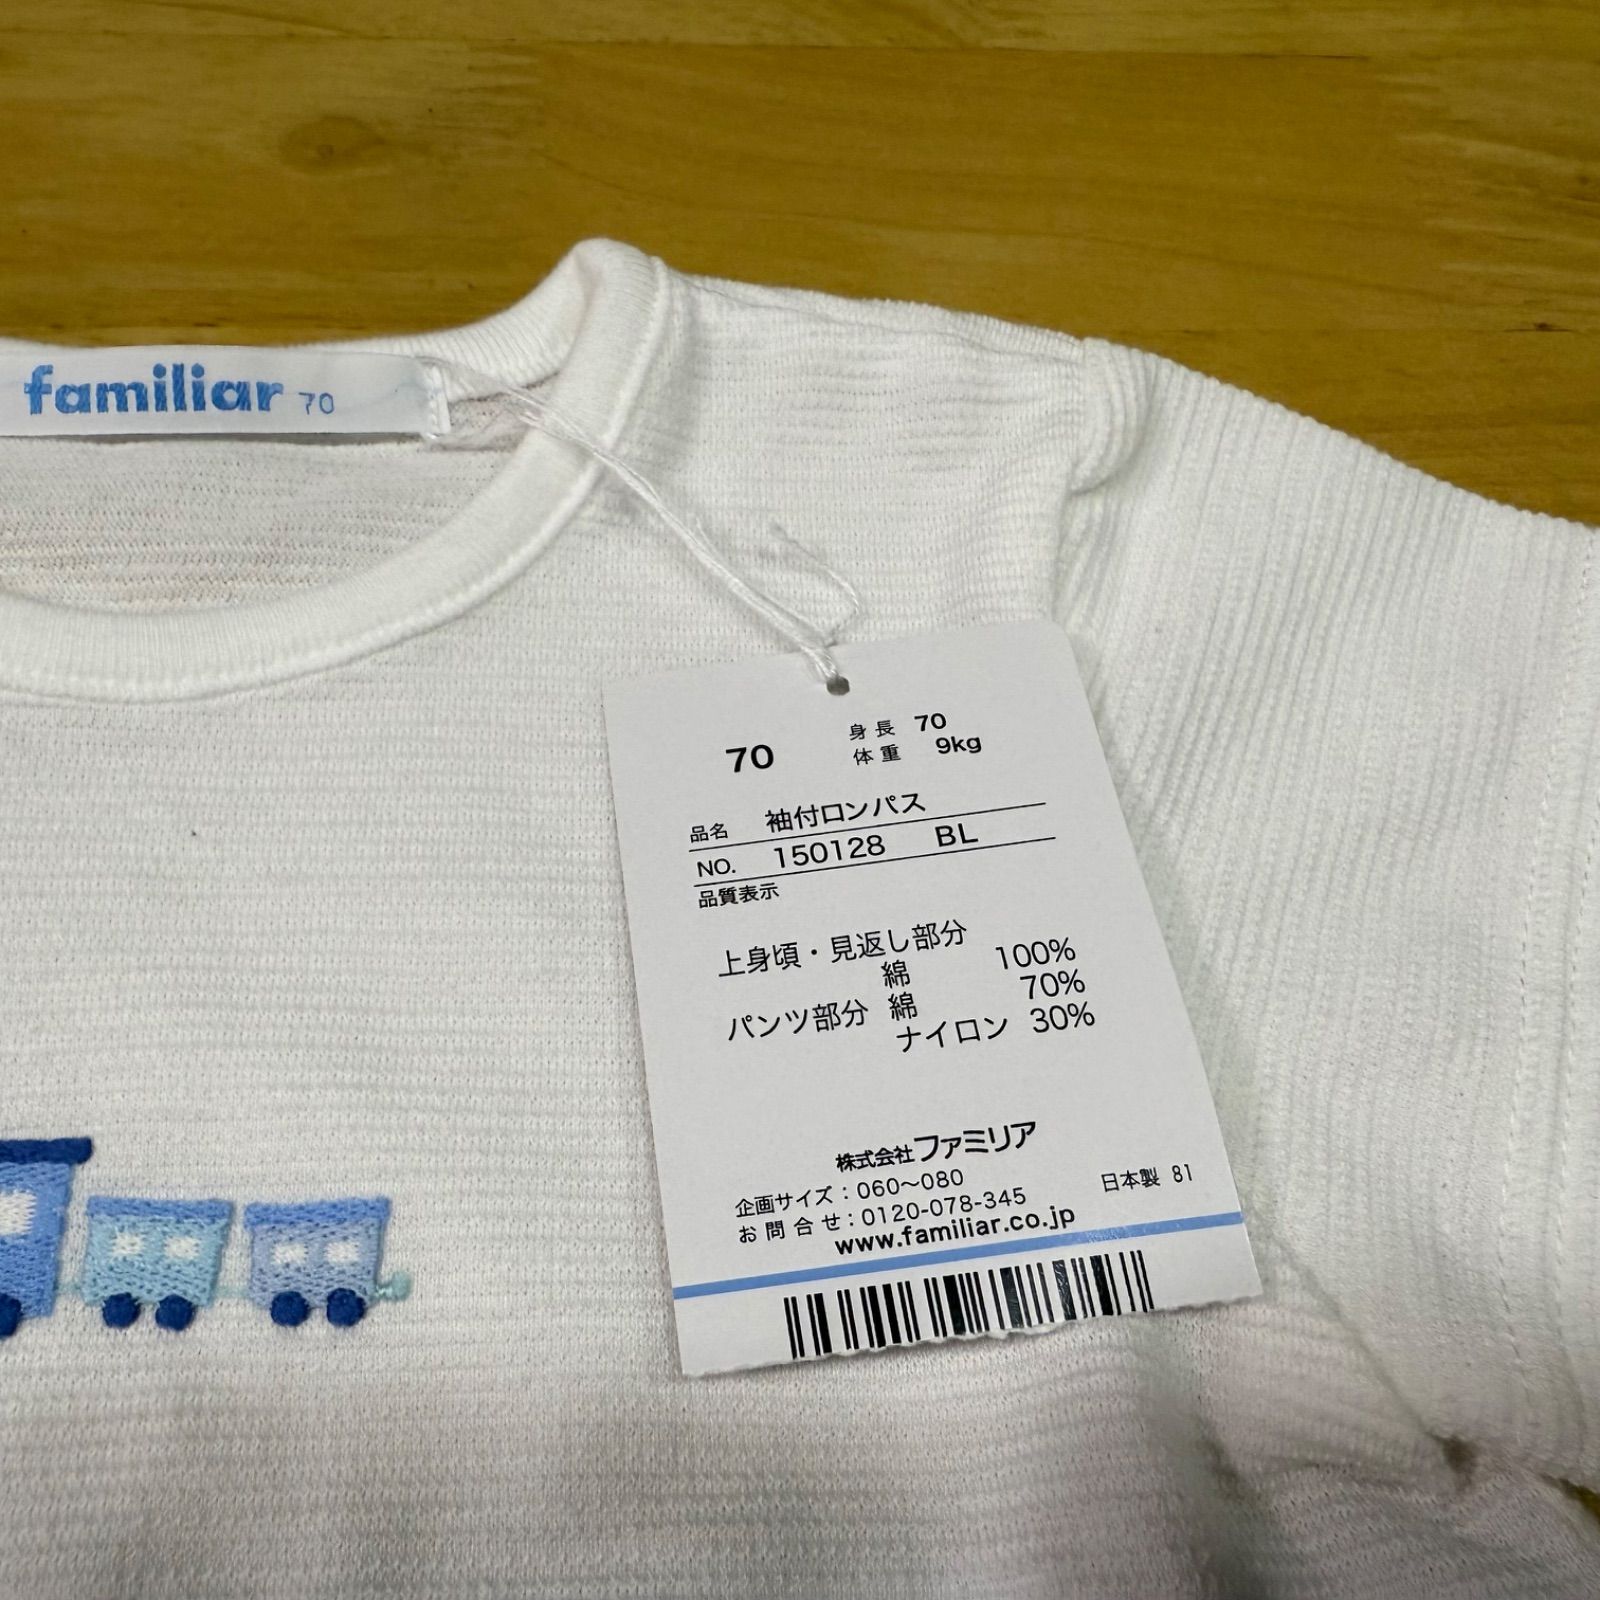 familiar 70
70
身長 70
体重 9kg
品名 袖付ロンパス
NO. 150128 BL
品質表示
上身頃・見返し部分
綿 100%
パンツ部分 綿 70%
ナイロン 30%
株式会社ファミリア
企画サイズ：060〜080
日本製 81
お問合せ：0120-078-345
www.familiar.co.jp